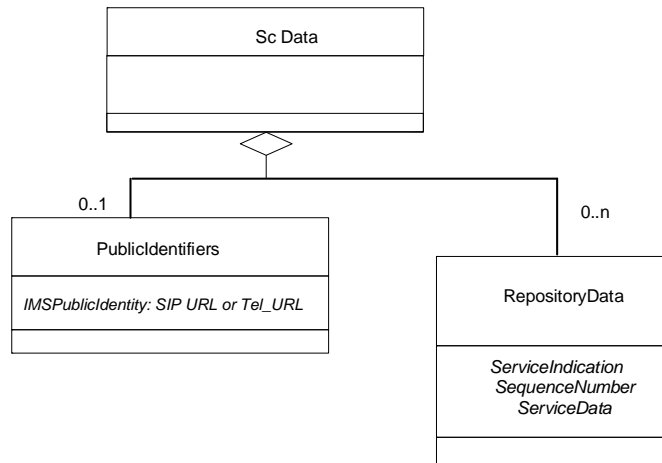 Sc Data
0..1
0..n
PublicIdentifiers
IMSPublicIdentity: SIP URL or Tel_URL
RepositoryData
ServiceIndication
SequenceNumber
ServiceData